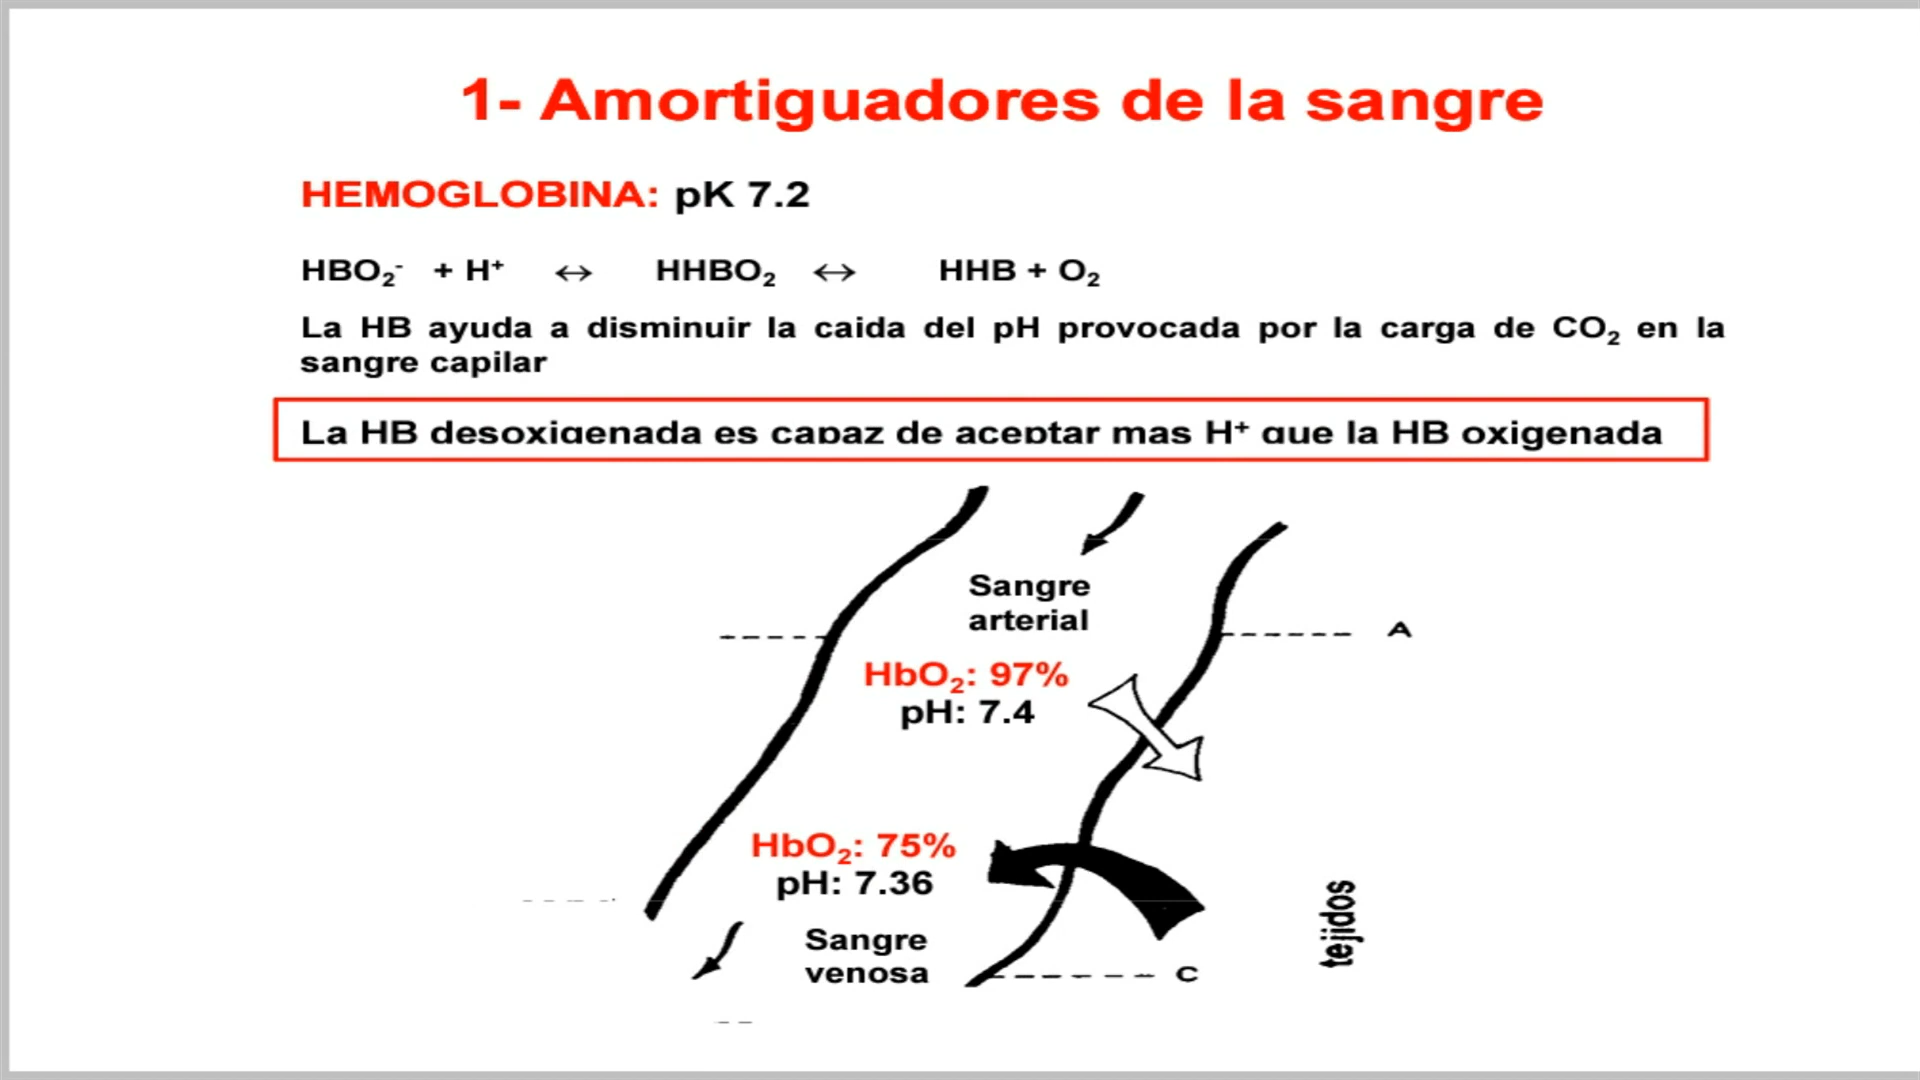 1- Amortiguadores de la sangre
HEMOGLOBINA: pK 7.2
HBO₂⁻ + H⁺ ↔ HHBO₂ ↔ HHB + O₂
La HB ayuda a disminuir la caida del pH provocada por la carga de CO₂ en la
sangre capilar
La HB desoxigenada es capaz de aceptar mas H⁺ que la HB oxigenada
Sangre
arterial
A
HbO₂: 97%
pH: 7.4
HbO₂: 75%
pH: 7.36
Sangre
venosa
C
tejidos